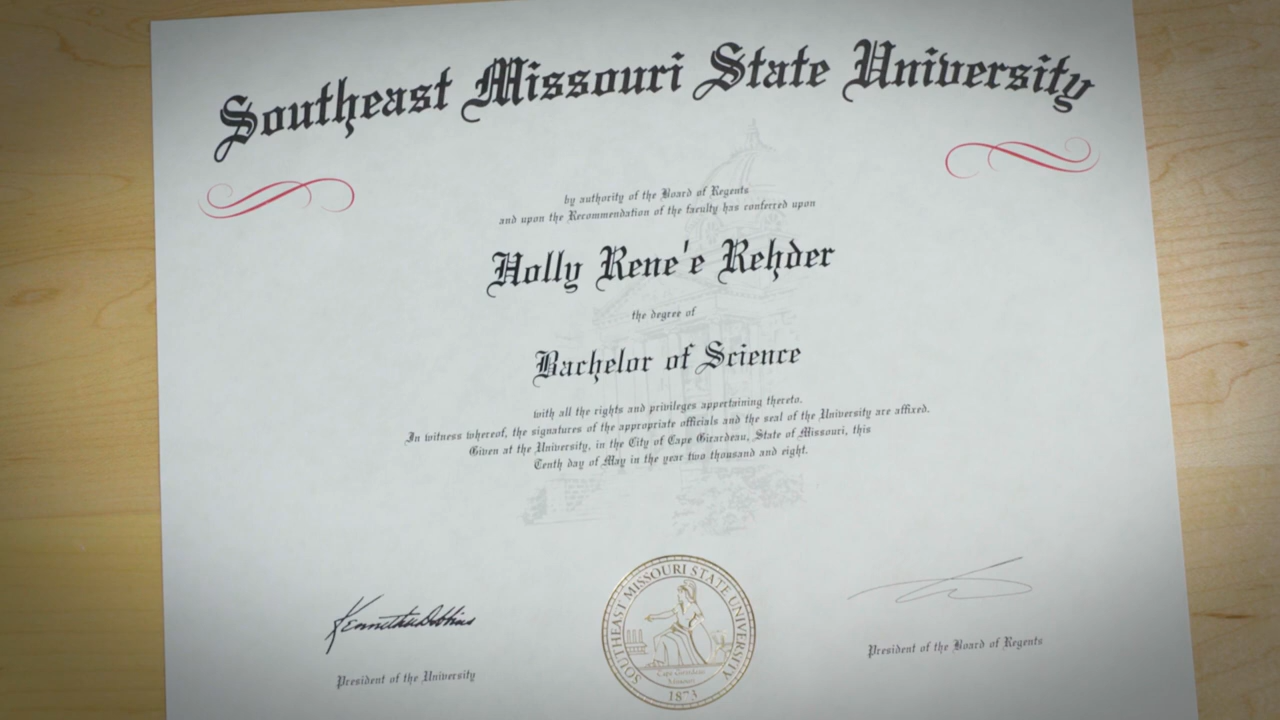 Southeast Missouri State University
by authority of the Board of Regents
and upon the Recommendation of the faculty has conferred upon
Holly Rene'e Rehder
the degree of
Bachelor of Science
with all the rights and privileges appertaining thereto.
In witness whereof, the signatures of the appropriate officials and the seal of the University are affixed.
Given at the University, in the City of Cape Girardeau, State of Missouri, this
Tenth day of May in the year two thousand and eight.
SOUTHEAST MISSOURI STATE UNIVERSITY
Cape Girardeau
Missouri
1873
President of the University
President of the Board of Regents